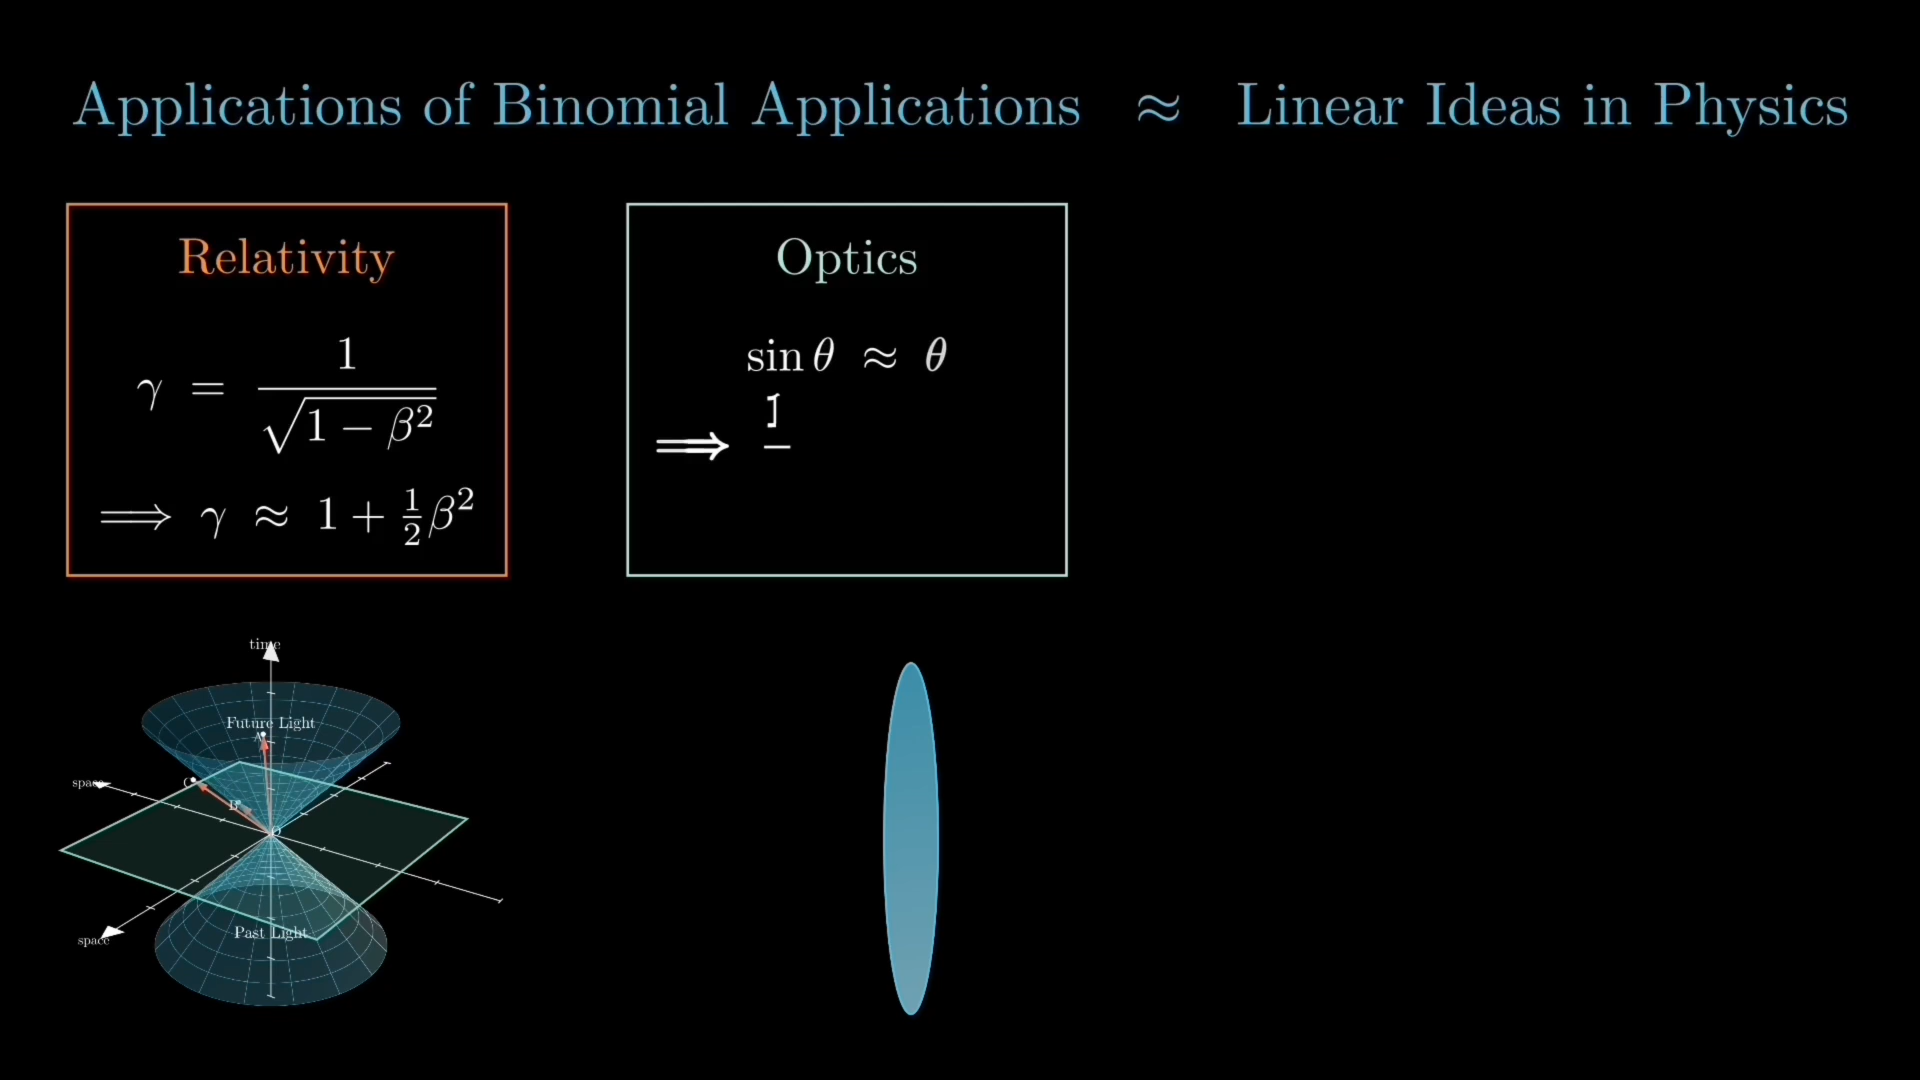 Applications of Binomial Applications ≈ Linear Ideas in Physics
Relativity
γ = 1/√(1 − β²)
⟹ γ ≈ 1 + ½β²
Optics
sin θ ≈ θ
⟹ 1/
time
Future Light
A
space
C
B
O
Past Light
space